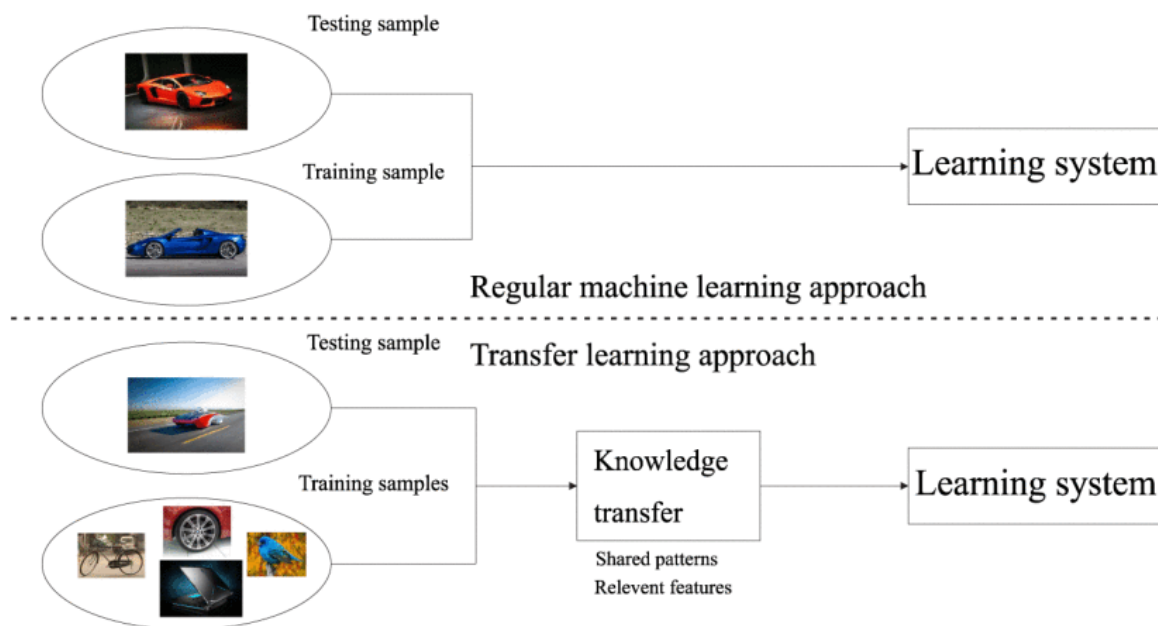 Testing sample
Training sample
Learning system
Regular machine learning approach
Testing sample
Transfer learning approach
Training samples
Knowledge
transfer
Shared patterns
Relevent features
Learning system